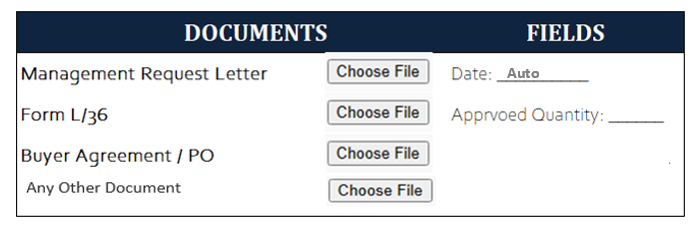 DOCUMENTS FIELDS
Management Request Letter Choose File Date: __Auto______
Form L/36 Choose File Apprvoed Quantity: ______
Buyer Agreement / PO Choose File
Any Other Document Choose File